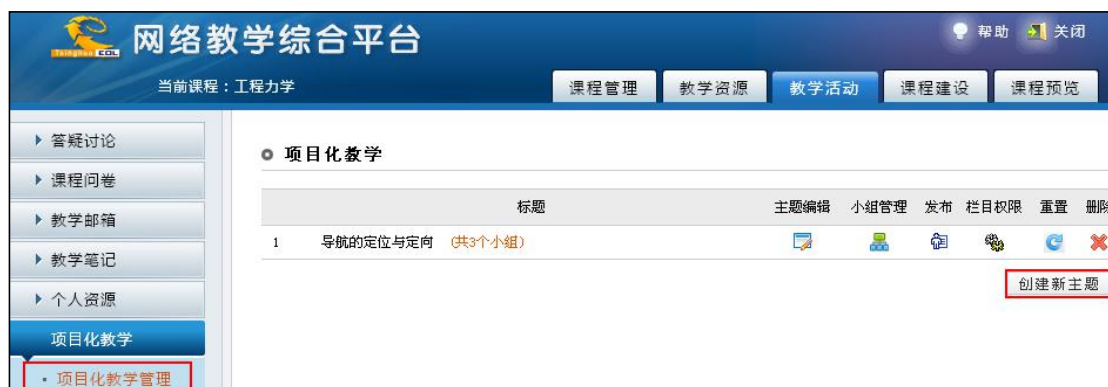 网络教学综合平台
帮助 关闭
TsingHua EOL
当前课程：工程力学
课程管理 教学资源 教学活动 课程建设 课程预览
答疑讨论
课程问卷
教学邮箱
教学笔记
个人资源
项目化教学
项目化教学管理
项目化教学
标题 主题编辑 小组管理 发布 栏目权限 重置 删除
1 导航的定位与定向 (共3个小组)
创建新主题